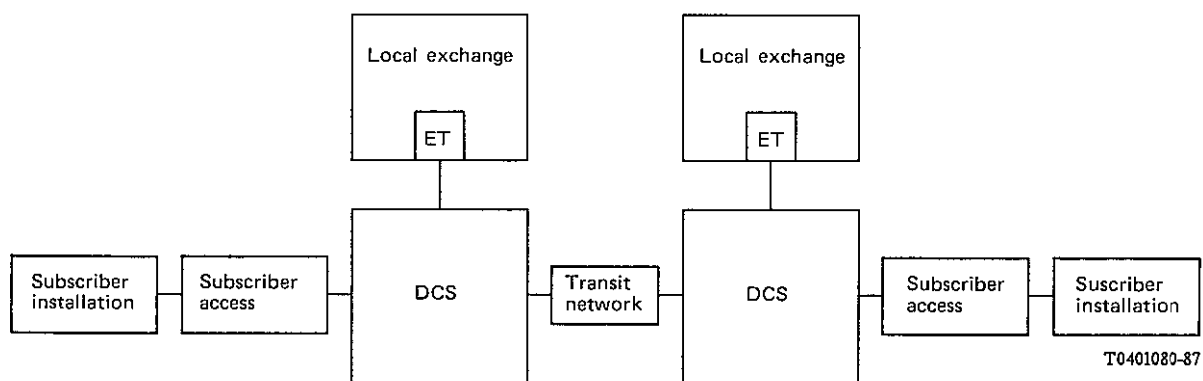 Local exchange
ET
Local exchange
ET
Subscriber
installation
Subscriber
access
DCS
Transit
network
DCS
Subscriber
access
Suscriber
installation
T0401080-87